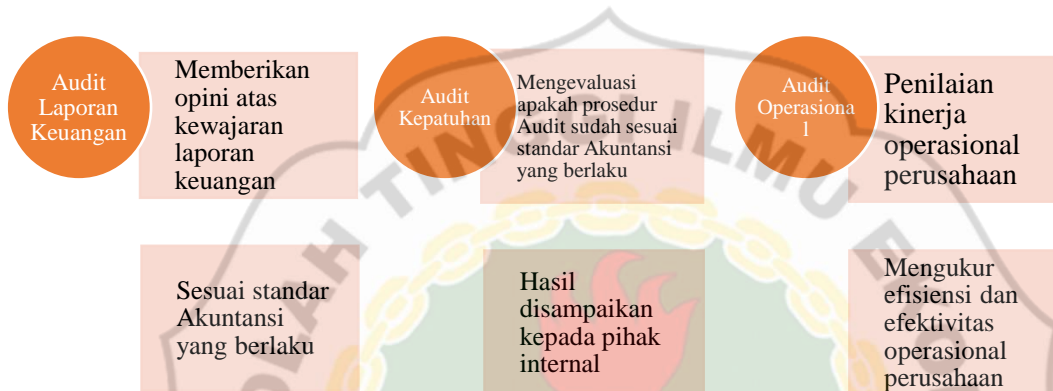 Audit
Laporan
Keuangan
Memberikan
opini atas
kewajaran
laporan
keuangan
Sesuai standar
Akuntansi
yang berlaku
Audit
Kepatuhan
Mengevaluasi
apakah prosedur
Audit sudah sesuai
standar Akuntansi
yang berlaku
Hasil
disampaikan
kepada pihak
internal
Audit
Operasiona
l
Penilaian
kinerja
operasional
perusahaan
Mengukur
efisiensi dan
efektivitas
operasional
perusahaan